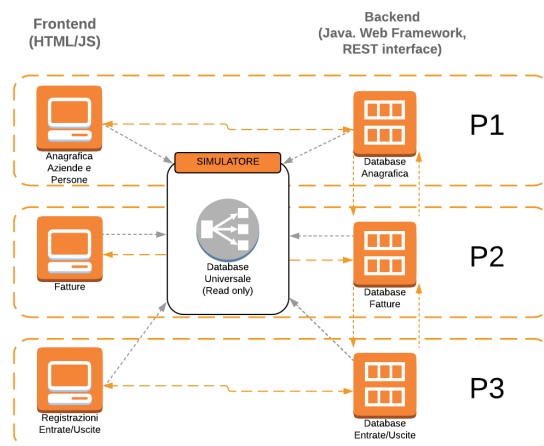 Frontend
(HTML/JS)
Backend
(Java. Web Framework,
REST interface)
Anagrafica
Aziende e
Persone
SIMULATORE
Database
Anagrafica
P1
Fatture
Database
Universale
(Read only)
Database
Fatture
P2
Registrazioni
Entrate/Uscite
Database
Entrate/Uscite
P3